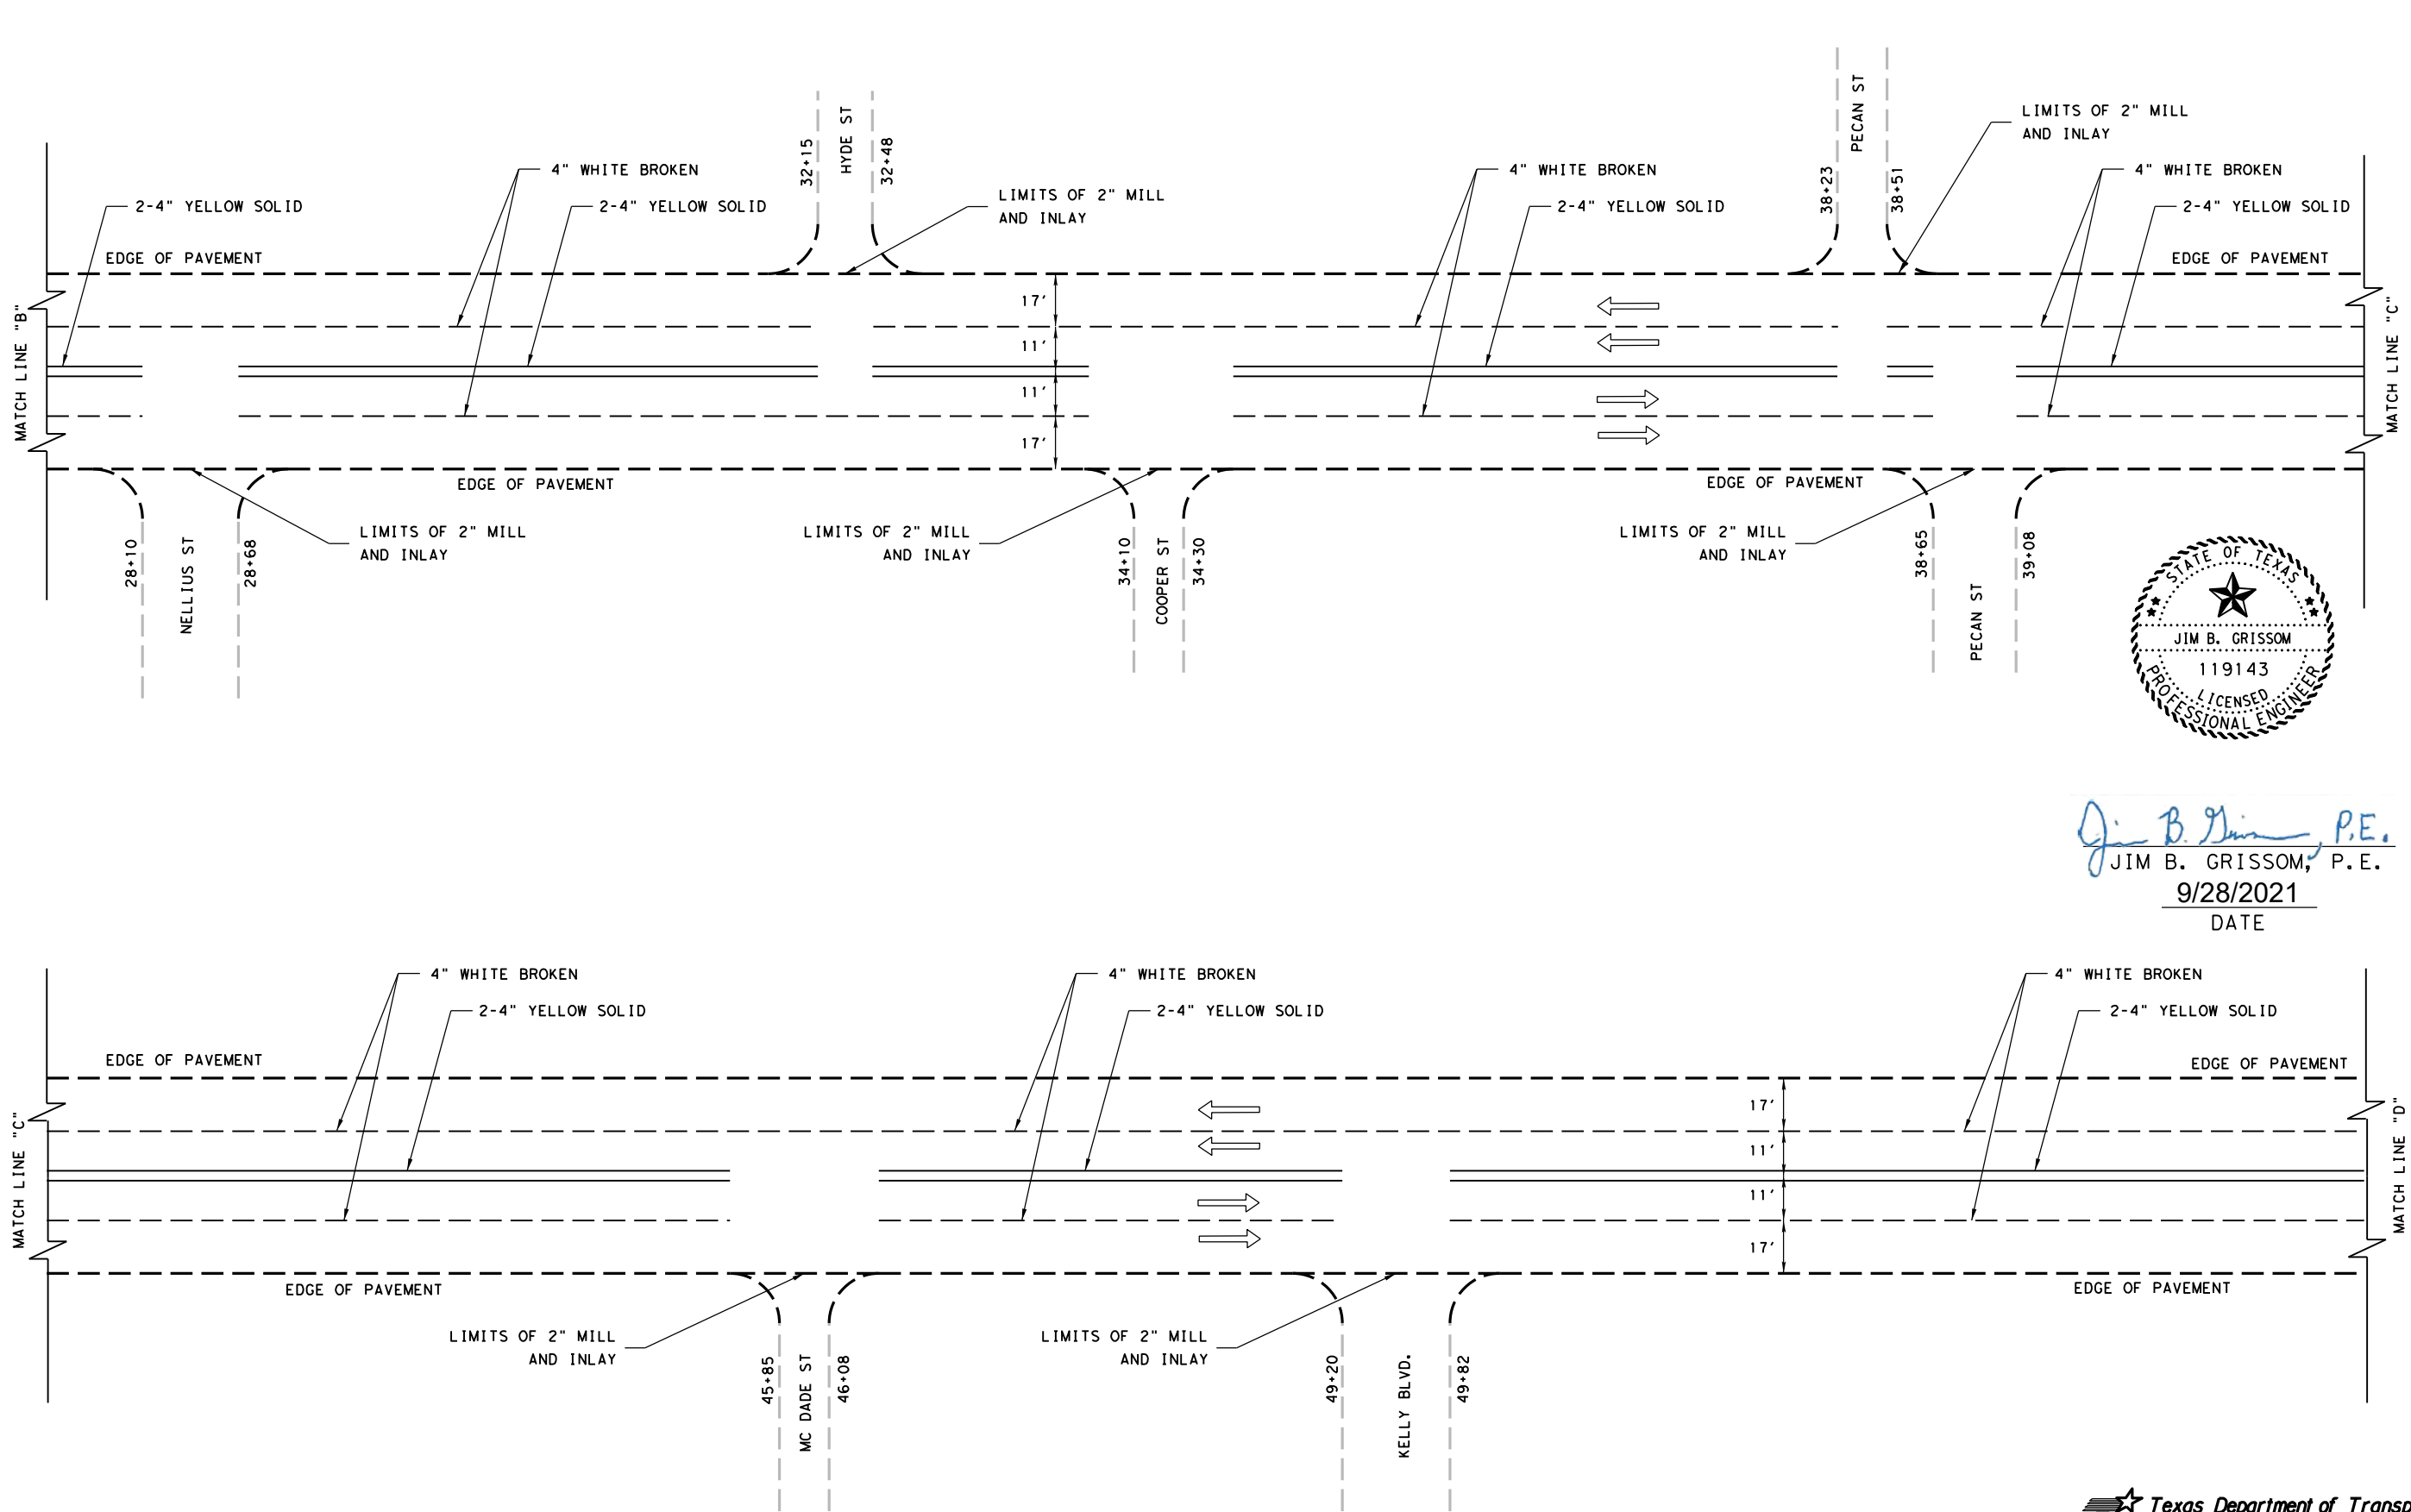 PECAN ST
LIMITS OF 2" MILL
AND INLAY
32+15
HYDE ST
32+48
38+23
38+51
4" WHITE BROKEN
4" WHITE BROKEN
4" WHITE BROKEN
LIMITS OF 2" MILL
AND INLAY
2-4" YELLOW SOLID
2-4" YELLOW SOLID
2-4" YELLOW SOLID
2-4" YELLOW SOLID
EDGE OF PAVEMENT
EDGE OF PAVEMENT
MATCH LINE "B"
17'
11'
11'
17'
MATCH LINE "C"
EDGE OF PAVEMENT
EDGE OF PAVEMENT
LIMITS OF 2" MILL
AND INLAY
LIMITS OF 2" MILL
AND INLAY
LIMITS OF 2" MILL
AND INLAY
28+10
NELLIUS ST
28+68
34+10
COOPER ST
34+30
38+65
PECAN ST
39+08
STATE OF TEXAS
JIM B. GRISSOM
119143
LICENSED
PROFESSIONAL ENGINEER
Jim B. Grissom, P.E.
JIM B. GRISSOM, P.E.
9/28/2021
DATE
4" WHITE BROKEN
4" WHITE BROKEN
4" WHITE BROKEN
2-4" YELLOW SOLID
2-4" YELLOW SOLID
2-4" YELLOW SOLID
EDGE OF PAVEMENT
EDGE OF PAVEMENT
MATCH LINE "C"
17'
11'
11'
17'
MATCH LINE "D"
EDGE OF PAVEMENT
EDGE OF PAVEMENT
LIMITS OF 2" MILL
AND INLAY
LIMITS OF 2" MILL
AND INLAY
45+85
MC DADE ST
46+08
49+20
KELLY BLVD.
49+82
Texas Department of Transp